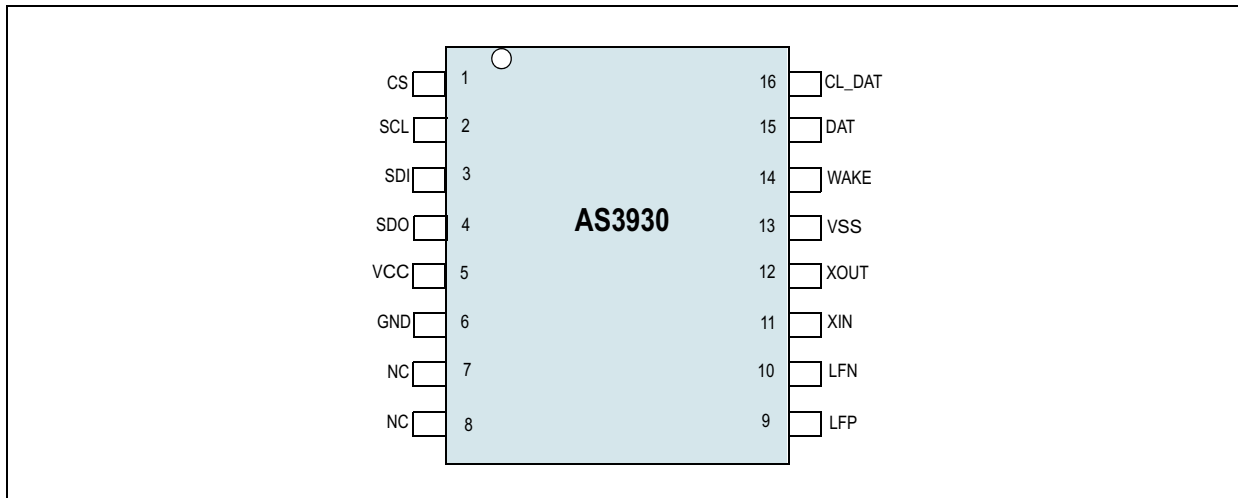 CS 1 16 CL_DAT
SCL 2 15 DAT
SDI 3 14 WAKE
AS3930
SDO 4 13 VSS
VCC 5 12 XOUT
GND 6 11 XIN
NC 7 10 LFN
NC 8 9 LFP